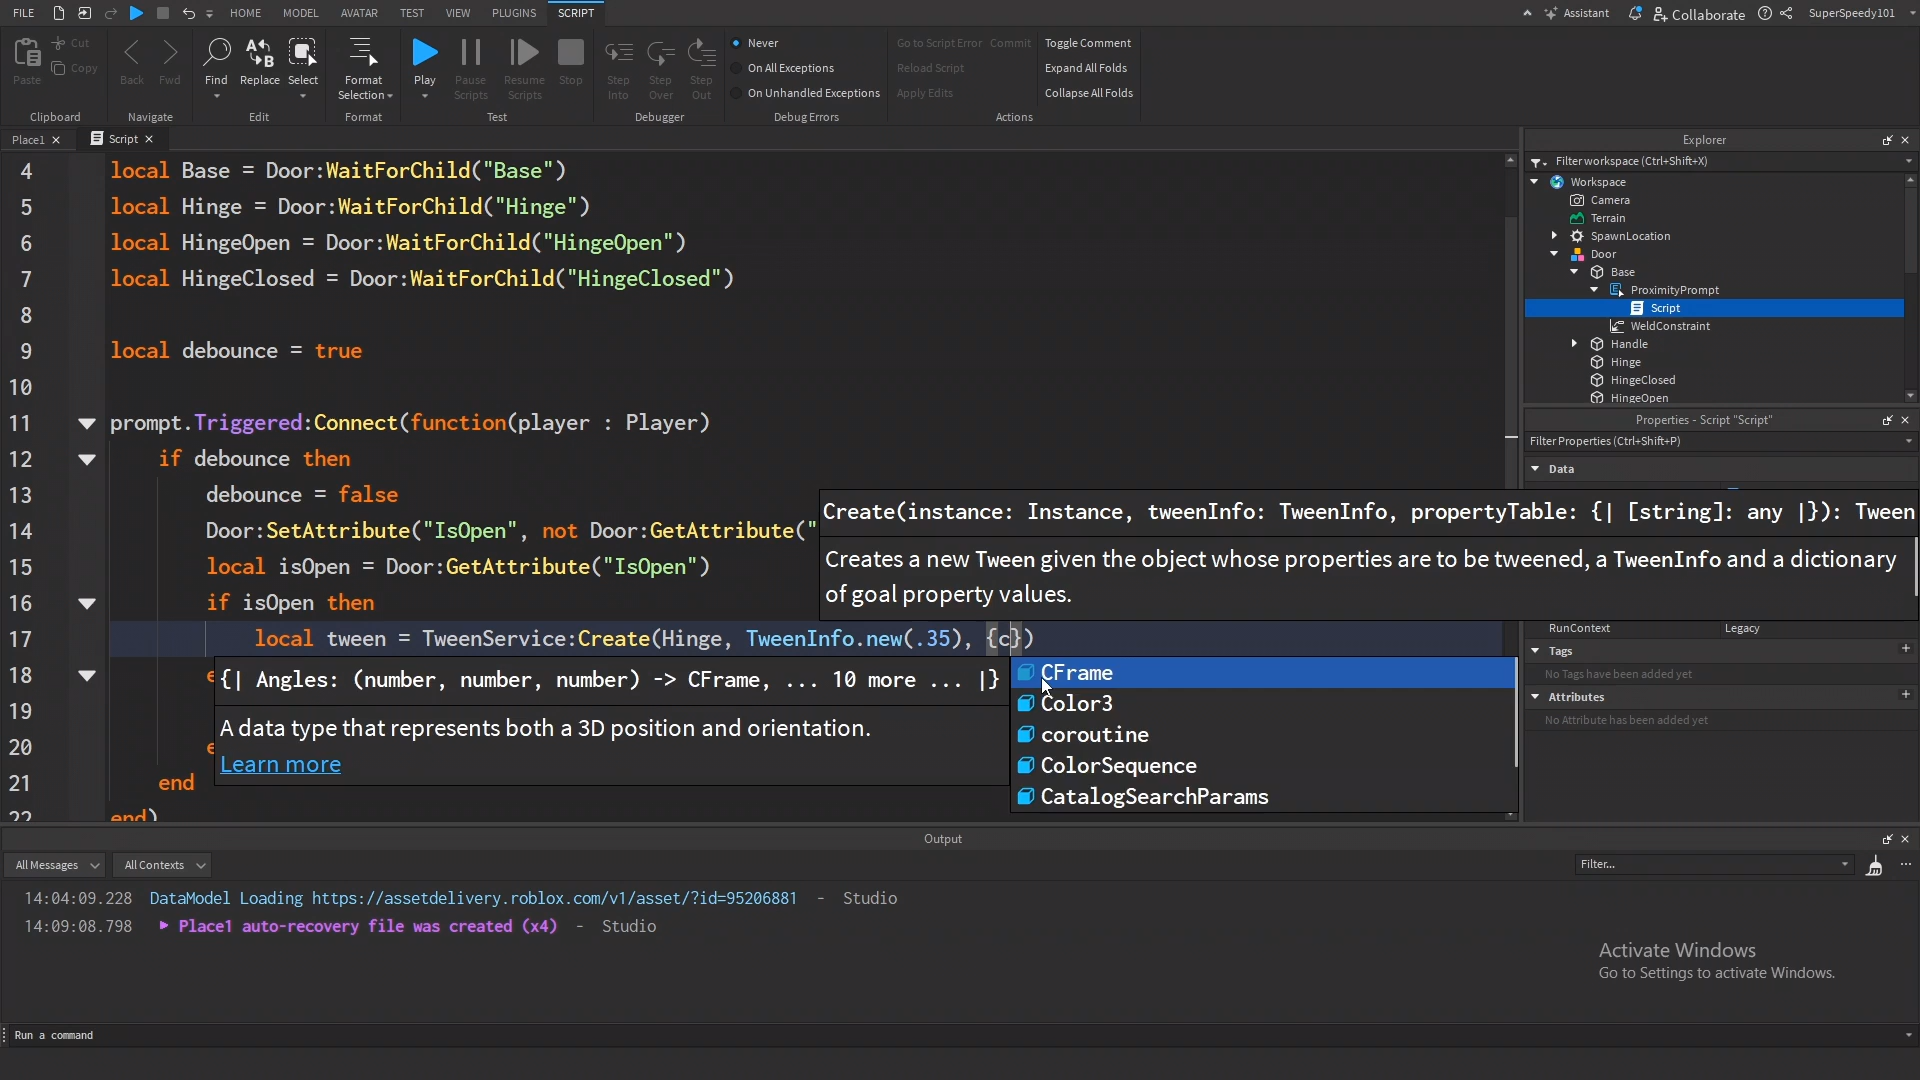 FILE HOME MODEL AVATAR TEST VIEW PLUGINS SCRIPT Assistant Collaborate SuperSpeedy101
Paste Cut Copy
Clipboard
Back Fwd
Navigate
Find Replace Select
Edit
Format Selection
Format
Play Pause Scripts Resume Scripts Stop
Test
Step Into Step Over Step Out
Debugger
Never
On All Exceptions
On Unhandled Exceptions
Debug Errors
Go to Script Error Commit Toggle Comment
Reload Script Expand All Folds
Apply Edits Collapse All Folds
Actions
Place1 Script
4 local Base = Door:WaitForChild("Base")
5 local Hinge = Door:WaitForChild("Hinge")
6 local HingeOpen = Door:WaitForChild("HingeOpen")
7 local HingeClosed = Door:WaitForChild("HingeClosed")
8
9 local debounce = true
10
11 prompt.Triggered:Connect(function(player : Player)
12 if debounce then
13 debounce = false
14 Door:SetAttribute("IsOpen", not Door:GetAttribute("
15 local isOpen = Door:GetAttribute("IsOpen")
16 if isOpen then
17 local tween = TweenService:Create(Hinge, TweenInfo.new(.35), {c})
18 e
19
20 e
21 end
22 end)
Create(instance: Instance, tweenInfo: TweenInfo, propertyTable: {| [string]: any |}): Tween
Creates a new Tween given the object whose properties are to be tweened, a TweenInfo and a dictionary
of goal property values.
{| Angles: (number, number, number) -> CFrame, ... 10 more ... |}
A data type that represents both a 3D position and orientation.
Learn more
CFrame
Color3
coroutine
ColorSequence
CatalogSearchParams
Explorer
Filter workspace (Ctrl+Shift+X)
Workspace
Camera
Terrain
SpawnLocation
Door
Base
ProximityPrompt
Script
WeldConstraint
Handle
Hinge
HingeClosed
HingeOpen
Properties - Script "Script"
Filter Properties (Ctrl+Shift+P)
Data
RunContext Legacy
Tags +
No Tags have been added yet
Attributes +
No Attribute has been added yet
Output
All Messages All Contexts Filter...
14:04:09.228 DataModel Loading https://assetdelivery.roblox.com/v1/asset/?id=95206881 - Studio
14:09:08.798 Place1 auto-recovery file was created (x4) - Studio
Activate Windows
Go to Settings to activate Windows.
Run a command